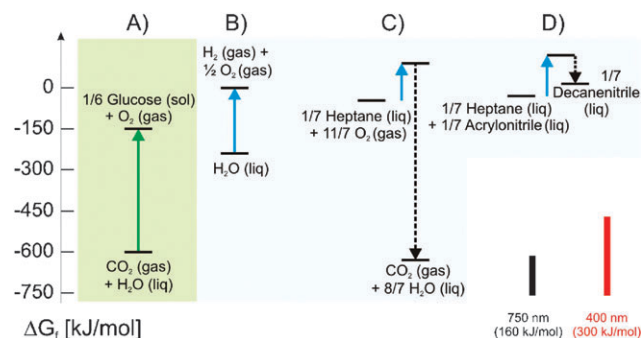 A)
B)
C)
D)
H₂ (gas) +
½ O₂ (gas)
1/6 Glucose (sol)
+ O₂ (gas)
H₂O (liq)
CO₂ (gas)
+ H₂O (liq)
1/7 Heptane (liq)
+ 11/7 O₂ (gas)
CO₂ (gas)
+ 8/7 H₂O (liq)
1/7 Heptane (liq)
+ 1/7 Acrylonitrile (liq)
1/7
Decanenitrile
(liq)
0
-150
-300
-450
-600
-750
ΔGf [kJ/mol]
750 nm
(160 kJ/mol)
400 nm
(300 kJ/mol)